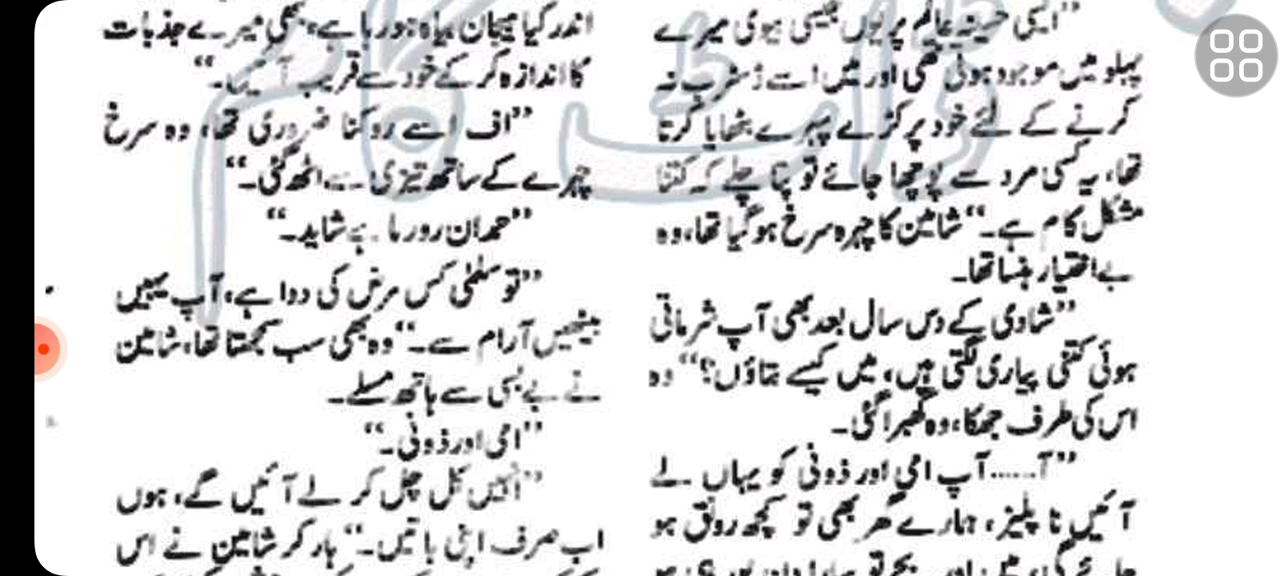 ”ایسی حسینہ عالم پریوں جیسی بیوی میرے
پہلو میں موجود ہوتی تھی اور میں اسے ڈسٹرب نہ
کرنے کے لئے خود پر کڑے پہرے بٹھایا کرتا
تھا، یہ کسی مرد سے پوچھا جائے تو پتا چلے کہ کتنا
مشکل کام ہے۔“ شامین کا چہرہ سرخ ہو گیا تھا، وہ
بے اختیار ہنسا تھا۔
”شادی کے دس سال بعد بھی آپ شرماتی
ہوئی کتنی پیاری لگتی ہیں، میں کیسے بتاؤں؟“ وہ
اس کی طرف جھکا، وہ گھبرا گئی۔
”آ......آپ امی اور ذونی کو یہاں لے
آئیں نا پلیز، ہمارے گھر بھی تو کچھ رونق ہو
اندر کیا ہیجان بپا ہو رہا ہے، کبھی میرے جذبات
کا اندازہ کر کے خود سے قریب آئیں۔“
”اف اسے روکنا ضروری تھا، وہ سرخ
چہرے کے ساتھ تیزی سے اٹھ گئی۔“
”حمدان رو رہا ہے شاید۔“
”تو سلمٰی کس مرض کی دوا ہے، آپ یہیں
بیٹھیں آرام سے۔“ وہ بھی سب سمجھتا تھا، شامین
نے بے بسی سے ہاتھ مسلے۔
”امی اور ذونی۔“
”انہیں کل چل کر لے آئیں گے، ہوں
اب صرف اپنی باتیں۔“ ہار کر شامین نے اس